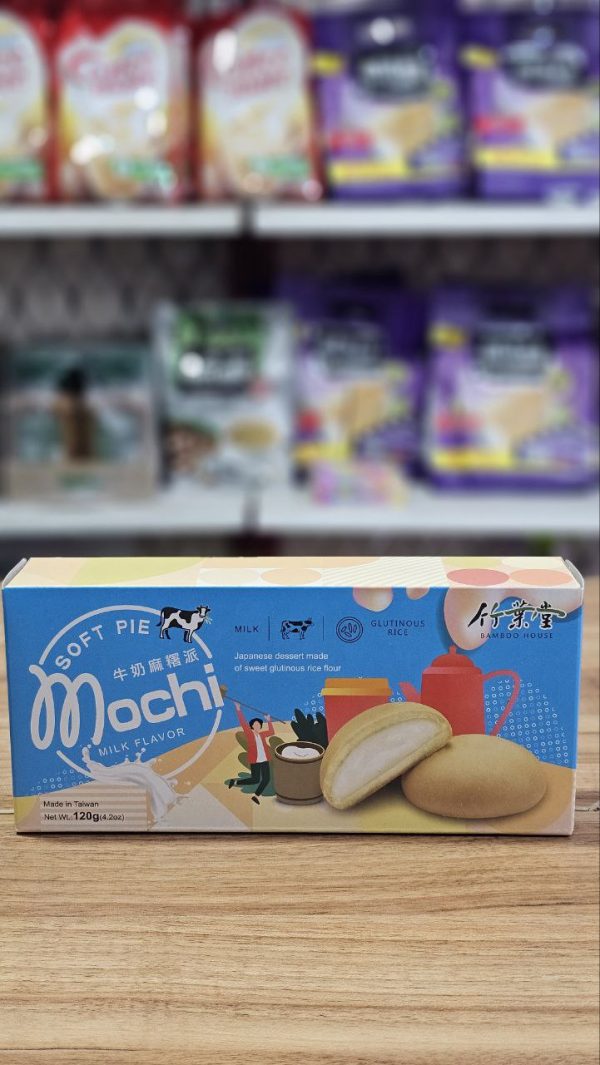 SOFT PIE
牛奶麻糬派
Mochi
MILK FLAVOR
MILK
GLUTINOUS
RICE
Japanese dessert made
of sweet glutinous rice flour
竹葉堂
BAMBOO HOUSE
Made in Taiwan
Net Wt.: 120g(4.2oz)